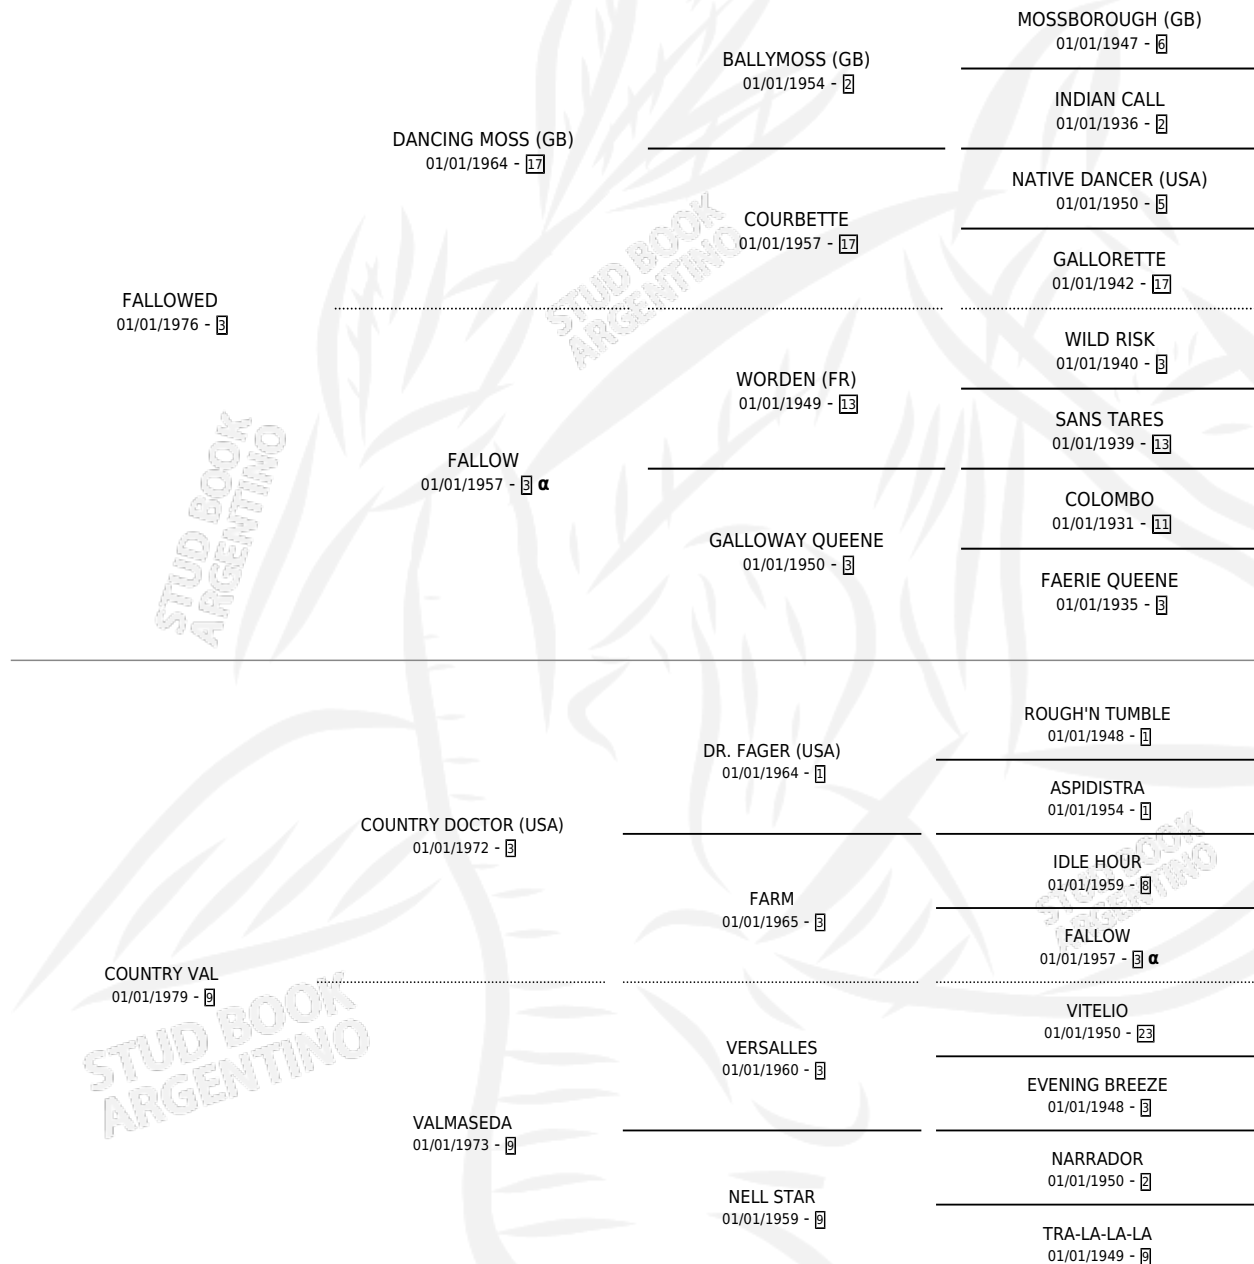 MOSSBOROUGH (GB)
01/01/1947 - 6
BALLYMOSS (GB)
01/01/1954 - 2
INDIAN CALL
01/01/1936 - 2
DANCING MOSS (GB)
01/01/1964 - 17
NATIVE DANCER (USA)
01/01/1950 - 5
COURBETTE
01/01/1957 - 17
GALLORETTE
01/01/1942 - 17
FALLOWED
01/01/1976 - 3
WILD RISK
01/01/1940 - 3
WORDEN (FR)
01/01/1949 - 13
SANS TARES
01/01/1939 - 13
FALLOW
01/01/1957 - 3 α
COLOMBO
01/01/1931 - 11
GALLOWAY QUEENE
01/01/1950 - 3
FAERIE QUEENE
01/01/1935 - 3
ROUGH'N TUMBLE
01/01/1948 - 1
DR. FAGER (USA)
01/01/1964 - 1
ASPIDISTRA
01/01/1954 - 1
COUNTRY DOCTOR (USA)
01/01/1972 - 3
IDLE HOUR
01/01/1959 - 8
FARM
01/01/1965 - 3
FALLOW
01/01/1957 - 3 α
COUNTRY VAL
01/01/1979 - 9
VITELIO
01/01/1950 - 23
VERSALLES
01/01/1960 - 3
EVENING BREEZE
01/01/1948 - 3
VALMASEDA
01/01/1973 - 9
NARRADOR
01/01/1950 - 2
NELL STAR
01/01/1959 - 9
TRA-LA-LA-LA
01/01/1949 - 9
STUD BOOK
ARGENTINO
STUD BOOK
ARGENTINO
STUD BOOK
ARGENTINO
STUD BOOK
ARGENTINO